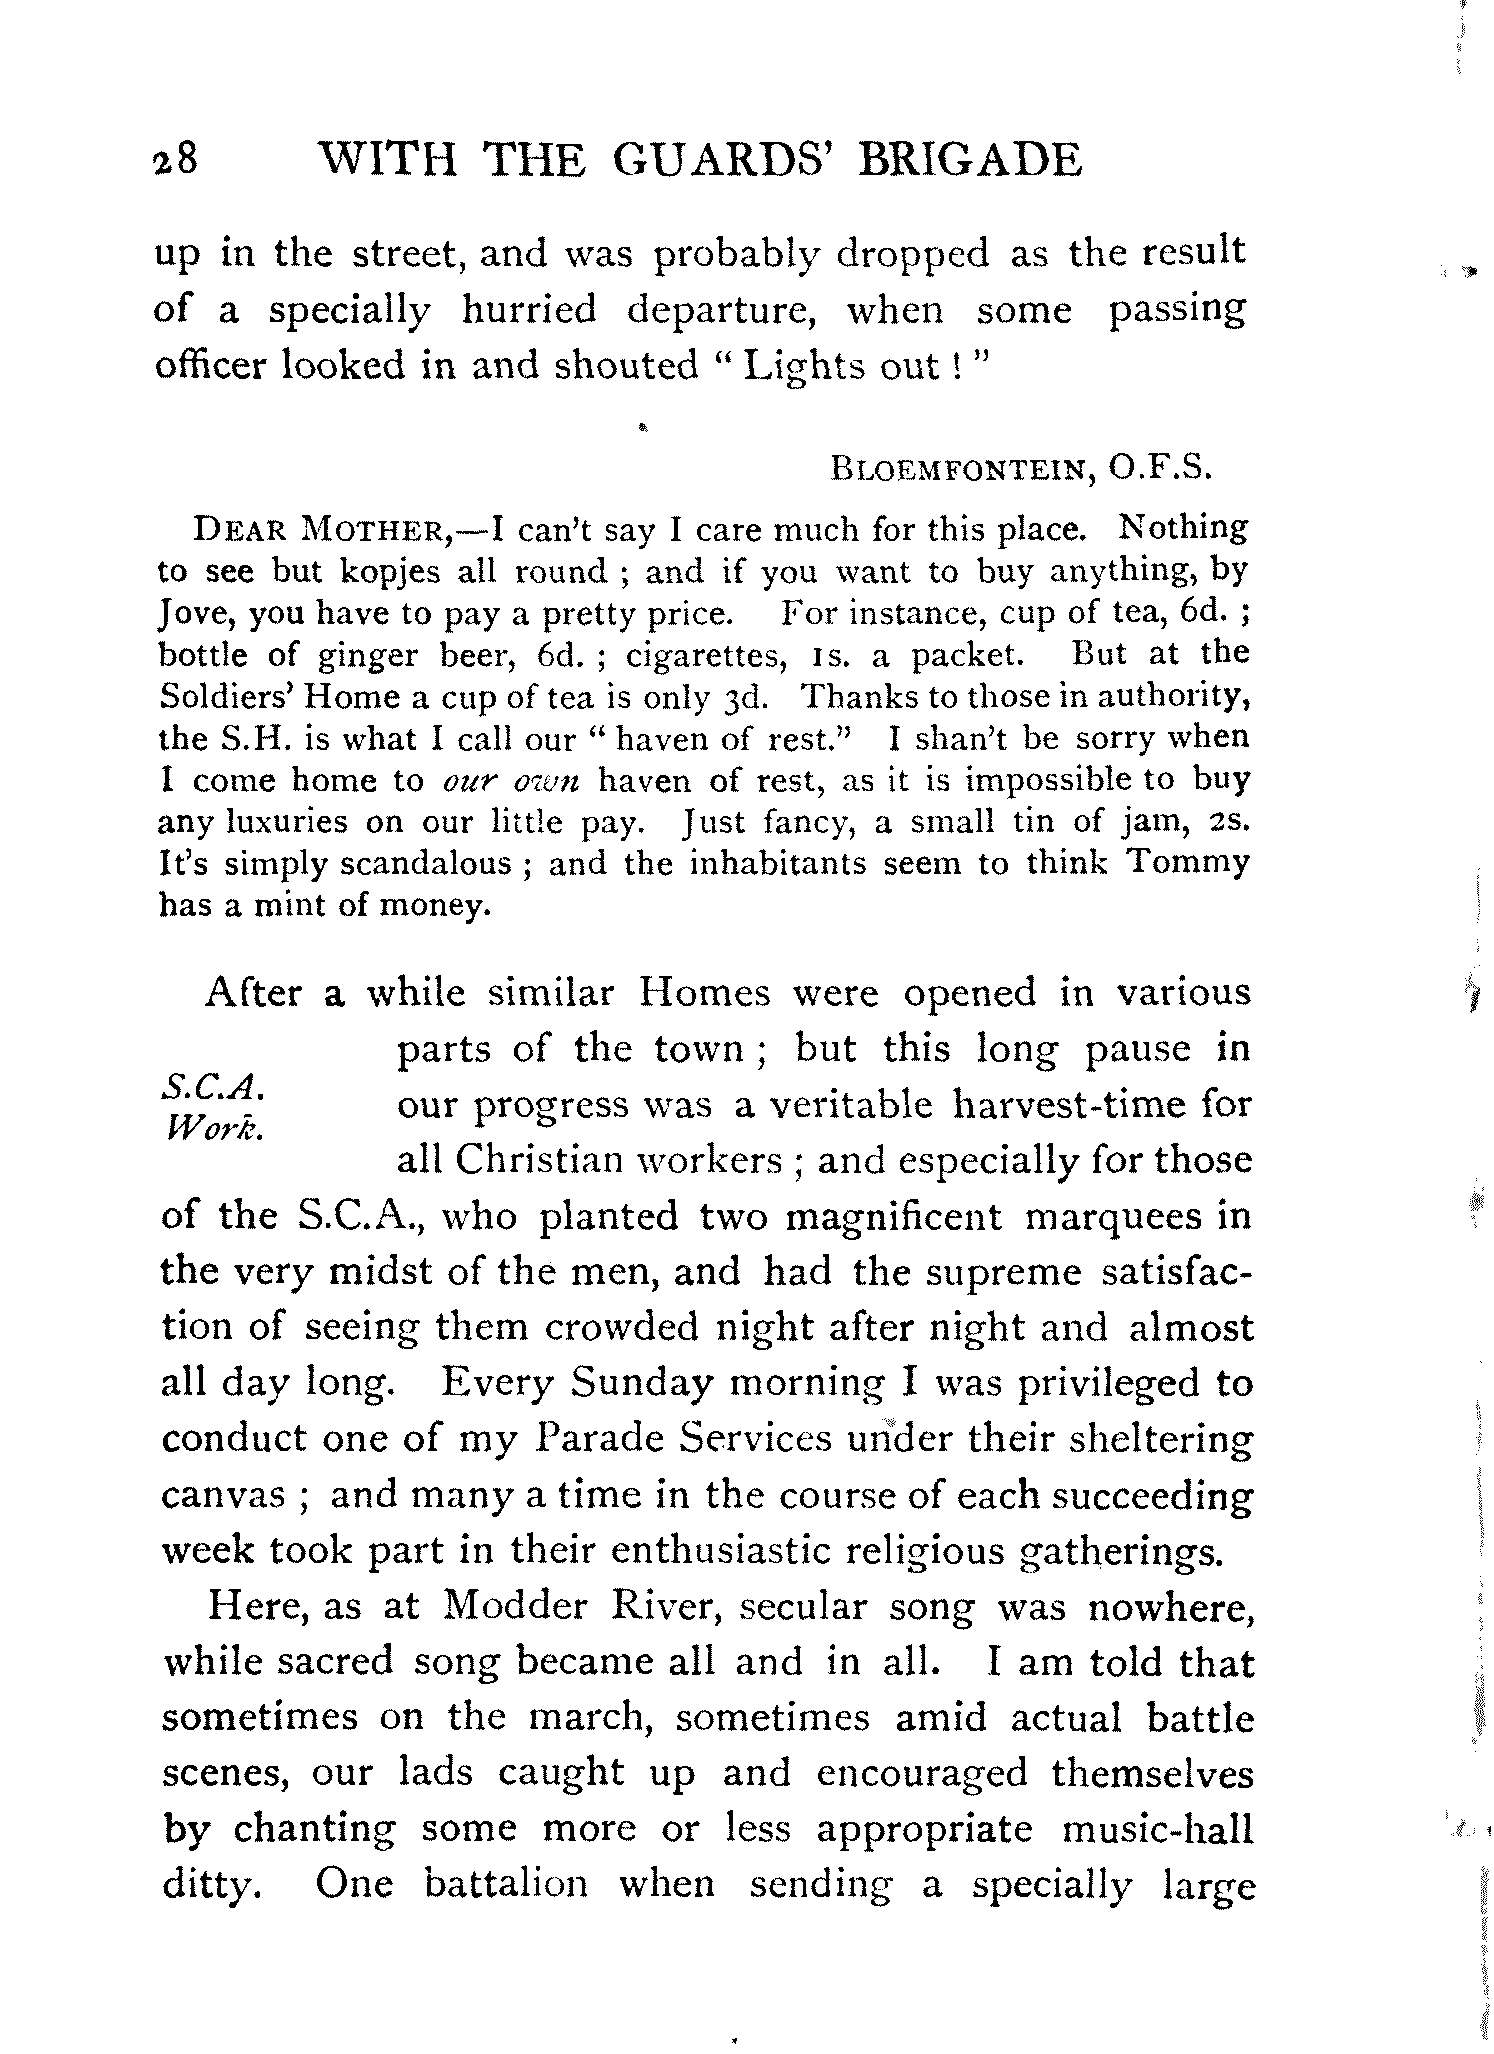 28 WITH THE GUARDS' BRIGADE
up in the street, and was probably dropped as the result
of a specially hurried departure, when some passing
officer looked in and shouted “ Lights out ! ”
BLOEMFONTEIN, O.F.S.
DEAR MOTHER,—I can't say I care much for this place. Nothing
to see but kopjes all round ; and if you want to buy anything, by
Jove, you have to pay a pretty price. For instance, cup of tea, 6d. ;
bottle of ginger beer, 6d. ; cigarettes, 1s. a packet. But at the
Soldiers' Home a cup of tea is only 3d. Thanks to those in authority,
the S.H. is what I call our “ haven of rest.” I shan't be sorry when
I come home to our own haven of rest, as it is impossible to buy
any luxuries on our little pay. Just fancy, a small tin of jam, 2s.
It's simply scandalous ; and the inhabitants seem to think Tommy
has a mint of money.
After a while similar Homes were opened in various
parts of the town ; but this long pause in
S.C.A.
Work.
our progress was a veritable harvest-time for
all Christian workers ; and especially for those
of the S.C.A., who planted two magnificent marquees in
the very midst of the men, and had the supreme satisfac-
tion of seeing them crowded night after night and almost
all day long. Every Sunday morning I was privileged to
conduct one of my Parade Services under their sheltering
canvas ; and many a time in the course of each succeeding
week took part in their enthusiastic religious gatherings.
Here, as at Modder River, secular song was nowhere,
while sacred song became all and in all. I am told that
sometimes on the march, sometimes amid actual battle
scenes, our lads caught up and encouraged themselves
by chanting some more or less appropriate music-hall
ditty. One battalion when sending a specially large